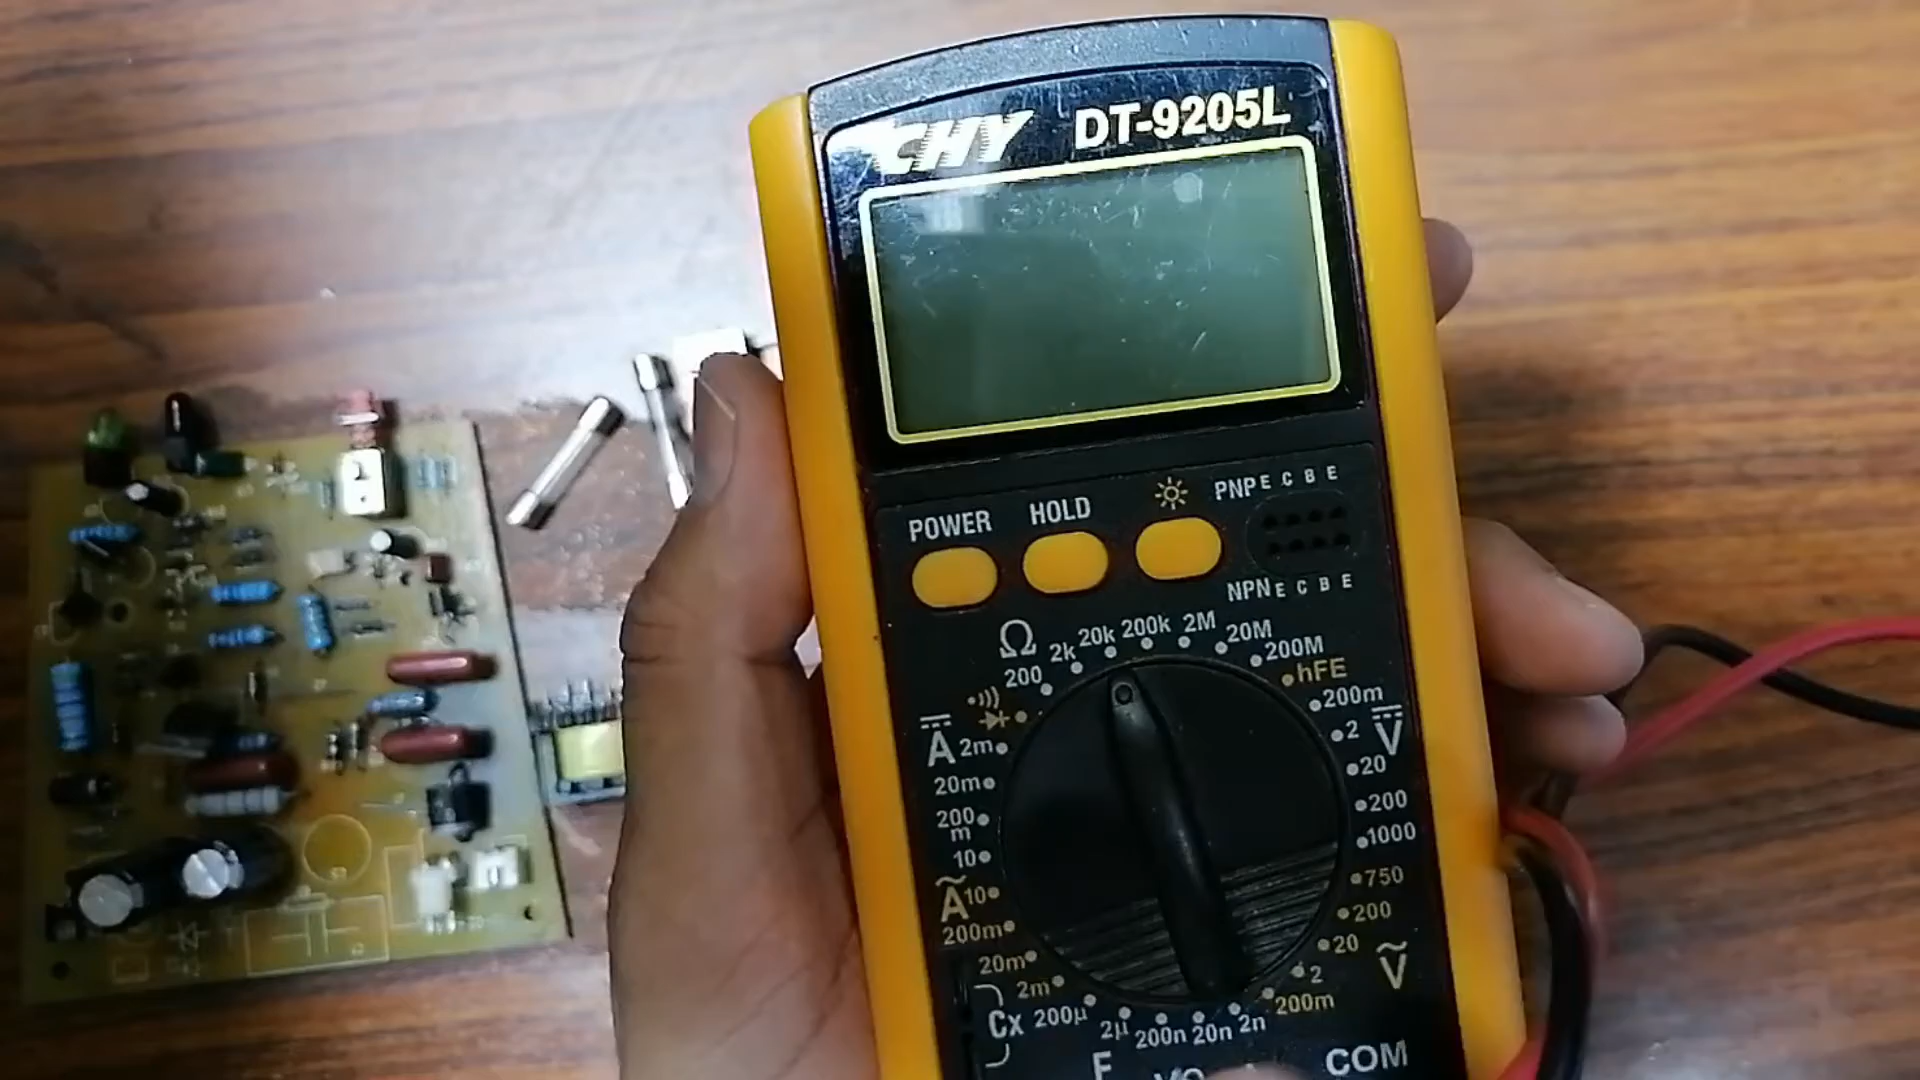 CHY DT-9205L
POWER HOLD PNP E C B E
NPN E C B E
Ω 200 2k 20k 200k 2M 20M 200M
hFE
A 2m
20m
200m
10
A 10
200m
20m
2m
Cx 200µ 2µ 200n 20n 2n
F
200m
2
20
200
1000
V
750
200
20
2
200m
V
COM